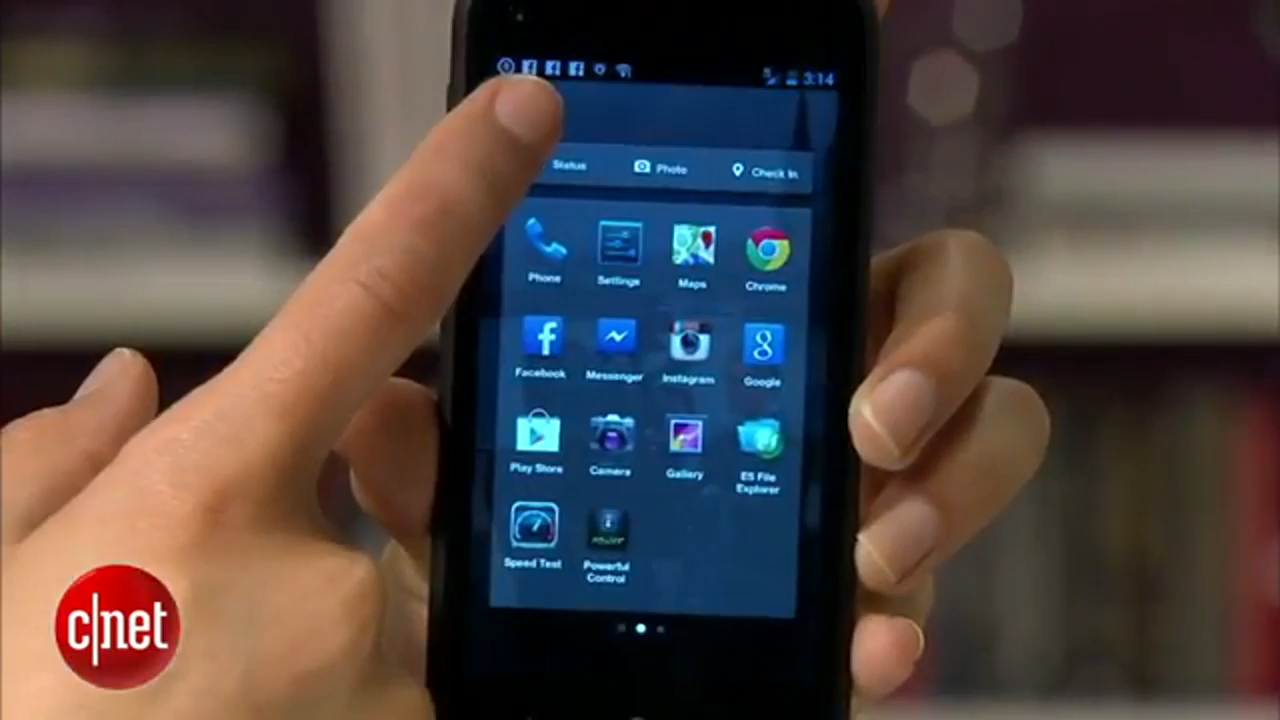 3:14
Status Photo Check In
Phone Settings Maps Chrome
Facebook Messenger Instagram Google
Play Store Camera Gallery ES File
Explorer
Speed Test Powerful
Control
c|net